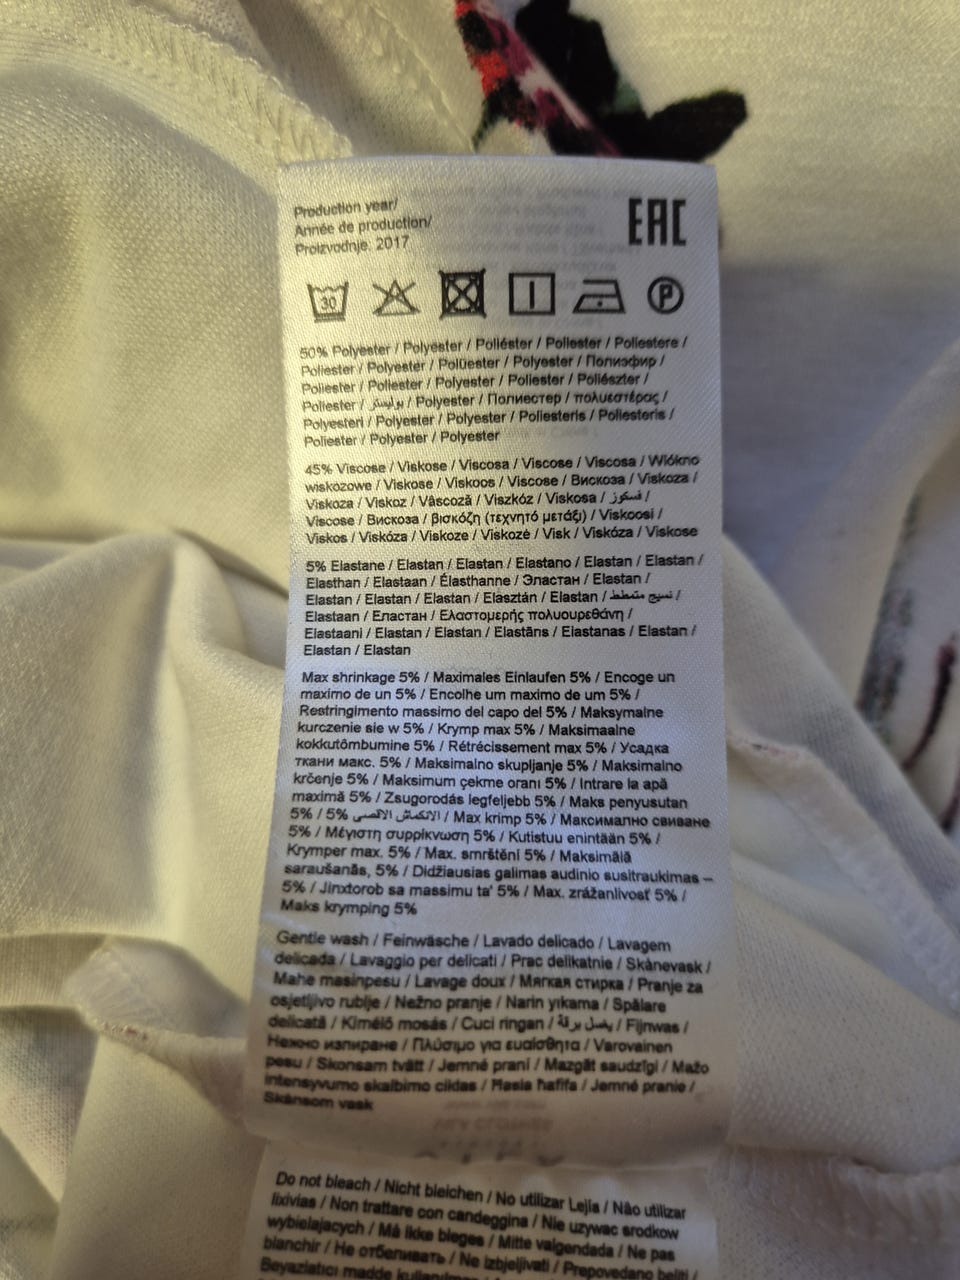 Production year/
Année de production/
Proizvodnje: 2017
EAC
30
P
50% Polyester / Polyester / Poliéster / Poliester / Poliestere /
Poliester / Polyester / Polüester / Polyester / Полиэфир /
Poliester / Poliester / Polyester / Poliester / Poliészter /
Poliester / بوليستر / Polyester / Полиестер / πολυεστέρας /
Polyesteri / Polyester / Polyester / Poliesteris / Poliesteris /
Poliester / Polyester / Polyester
45% Viscose / Viskose / Viscosa / Viscose / Viscosa / Włókno
wiskozowe / Viskose / Viskoos / Viscose / Вискоза / Viskoza /
Viskoza / Viskoz / Vâscoză / Viszkóz / Viskosa / فسكوز /
Viscose / Вискоза / βισκόζη (τεχνητό μετάξι) / Viskoosi /
Viskos / Viskóza / Viskoze / Viskozė / Visk / Viskóza / Viskose
5% Elastane / Elastan / Elastan / Elastano / Elastan / Elastan /
Elasthan / Elastaan / Élasthanne / Эластан / Elastan /
Elastan / Elastan / Elastan / Elasztán / Elastan / نسيج متمطط /
Elastaan / Еластан / Ελαστομερής πολυουρεθάνη /
Elastaani / Elastan / Elastan / Elastāns / Elastanas / Elastan /
Elastan / Elastan
Max shrinkage 5% / Maximales Einlaufen 5% / Encoge un
maximo de un 5% / Encolhe um maximo de um 5% /
Restringimento massimo del capo del 5% / Maksymalne
kurczenie sie w 5% / Krymp max 5% / Maksimaalne
kokkutõmbumine 5% / Rétrécissement max 5% / Усадка
ткани макс. 5% / Maksimalno skupljanje 5% / Maksimalno
krčenje 5% / Maksimum çekme oranı 5% / Intrare la apă
maximă 5% / Zsugorodás legfeljebb 5% / Maks penyusutan
5% / 5% الانكماش الاقصى / Max krimp 5% / Максимално свиване
5% / Μέγιστη συρρίκνωση 5% / Kutistuu enintään 5% /
Krymper max. 5% / Max. smrštění 5% / Maksimālā
saraušanās, 5% / Didžiausias galimas audinio susitraukimas –
5% / Jinxtorob sa massimu ta' 5% / Max. zrážanlivosť 5% /
Maks krymping 5%
Gentle wash / Feinwäsche / Lavado delicado / Lavagem
delicada / Lavaggio per delicati / Prac delikatnie / Skånevask /
Mahe masinpesu / Lavage doux / Мягкая стирка / Pranje za
osjetljivo rublje / Nežno pranje / Narin yıkama / Spălare
delicată / Kímélő mosás / Cuci ringan / يغسل برقة / Fijnwas /
Нежно изпиране / Πλύσιμο για ευαίσθητα / Varovainen
pesu / Skonsam tvätt / Jemné praní / Mazgāt saudzīgi / Mažo
intensyvumo skalbimo ciklas / Ħasla ħafifa / Jemné pranie /
Skånsom vask
Do not bleach / Nicht bleichen / No utilizar Lejía / Não utilizar
lixívias / Non trattare con candeggina / Nie uzywac srodkow
wybielajacych / Må ikke bleges / Mitte valgendada / Ne pas
blanchir / Не отбеливать / Ne izbjeljivati / Prepovedano beliti /
Beyazlatıcı madde